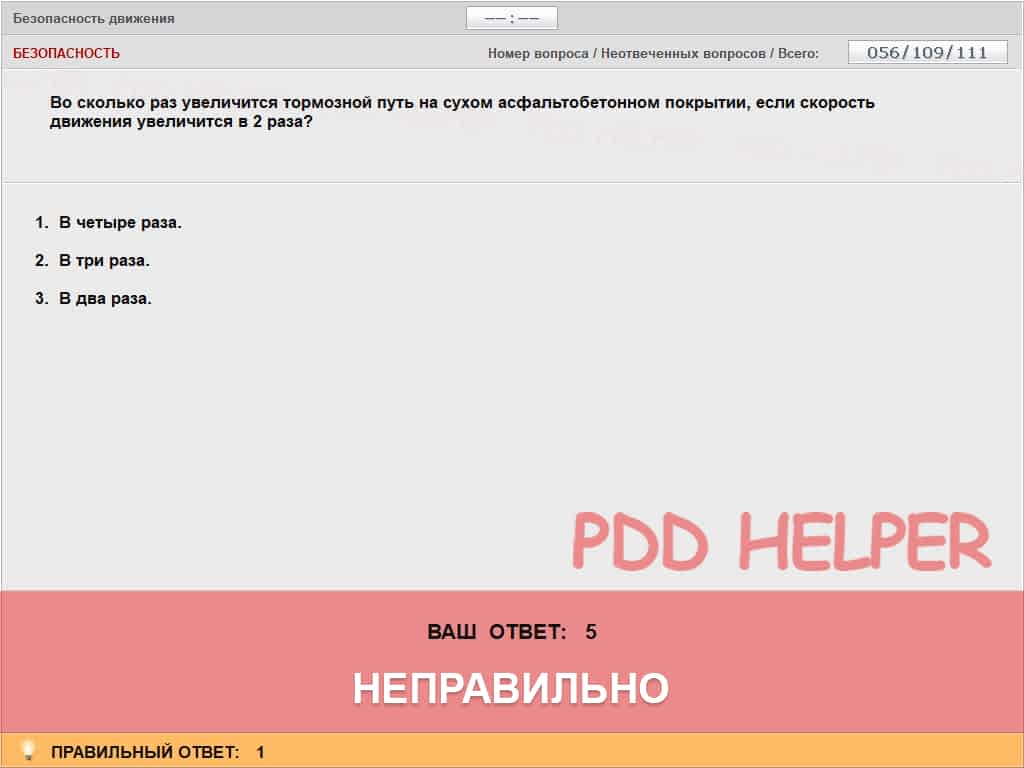 Безопасность движения
—— : ——
БЕЗОПАСНОСТЬ
Номер вопроса / Неотвеченных вопросов / Всего:
056/109/111
Во сколько раз увеличится тормозной путь на сухом асфальтобетонном покрытии, если скорость
движения увеличится в 2 раза?
1. В четыре раза.
2. В три раза.
3. В два раза.
PDD HELPER
ВАШ ОТВЕТ: 5
НЕПРАВИЛЬНО
ПРАВИЛЬНЫЙ ОТВЕТ: 1